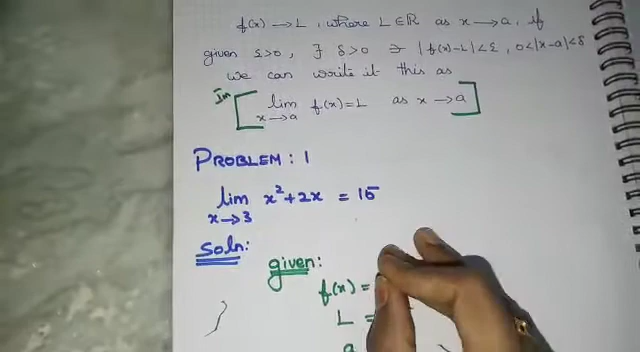 f(x) → L, where L∈ℝ as x → a, if
given ε>0, ∃ δ>0 ∋ |f(x)-L|<ε, 0<|x-a|<δ
we can write it this as
Im [ lim f(x)=L as x → a ]
x→a
PROBLEM: 1
lim x²+2x = 15
x→3
Soln:
given:
f(x) =
L =
a